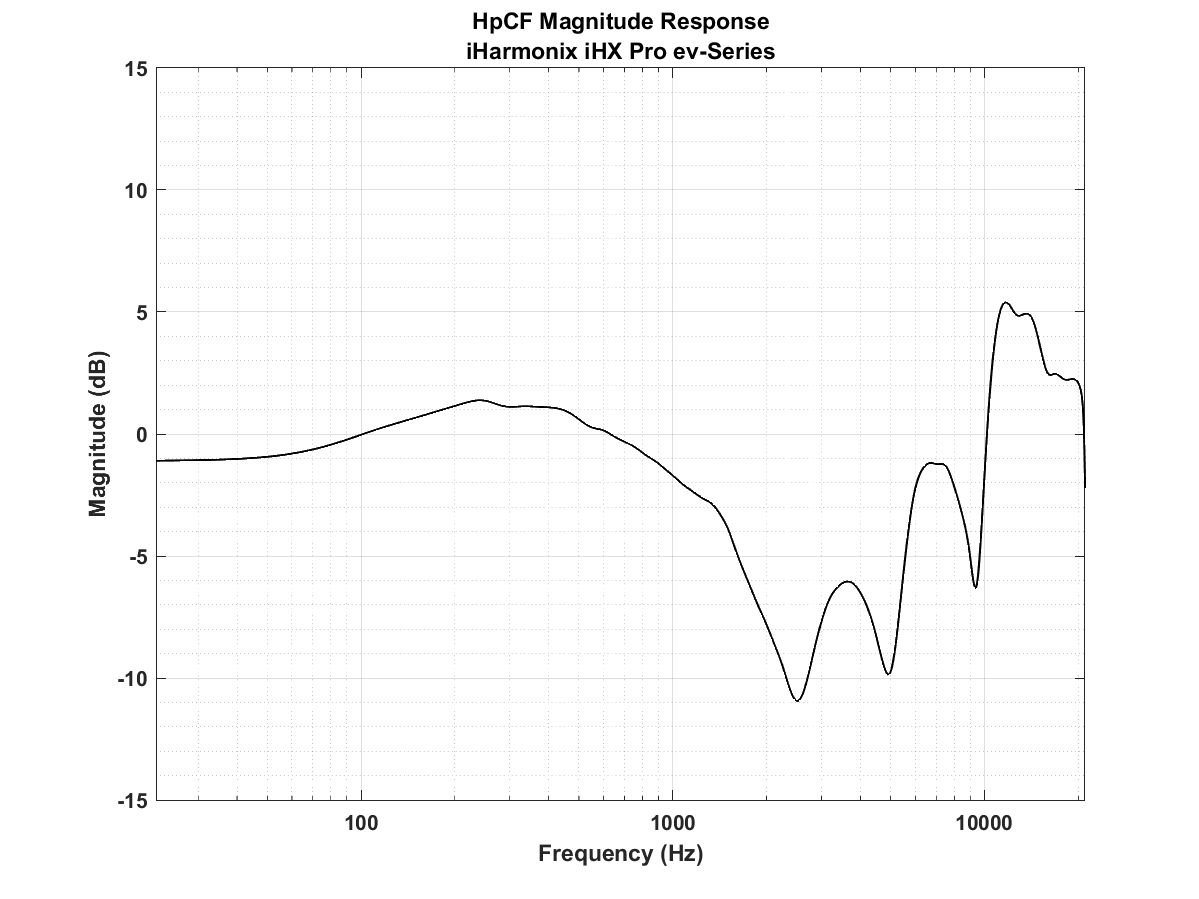 HpCF Magnitude Response
iHarmonix iHX Pro ev-Series
15
10
5
0
-5
-10
-15
Magnitude (dB)
100
1000
10000
Frequency (Hz)